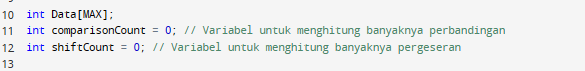 10 int Data[MAX];
11 int comparisonCount = 0; // Variabel untuk menghitung banyaknya perbandingan
12 int shiftCount = 0; // Variabel untuk menghitung banyaknya pergeseran
13